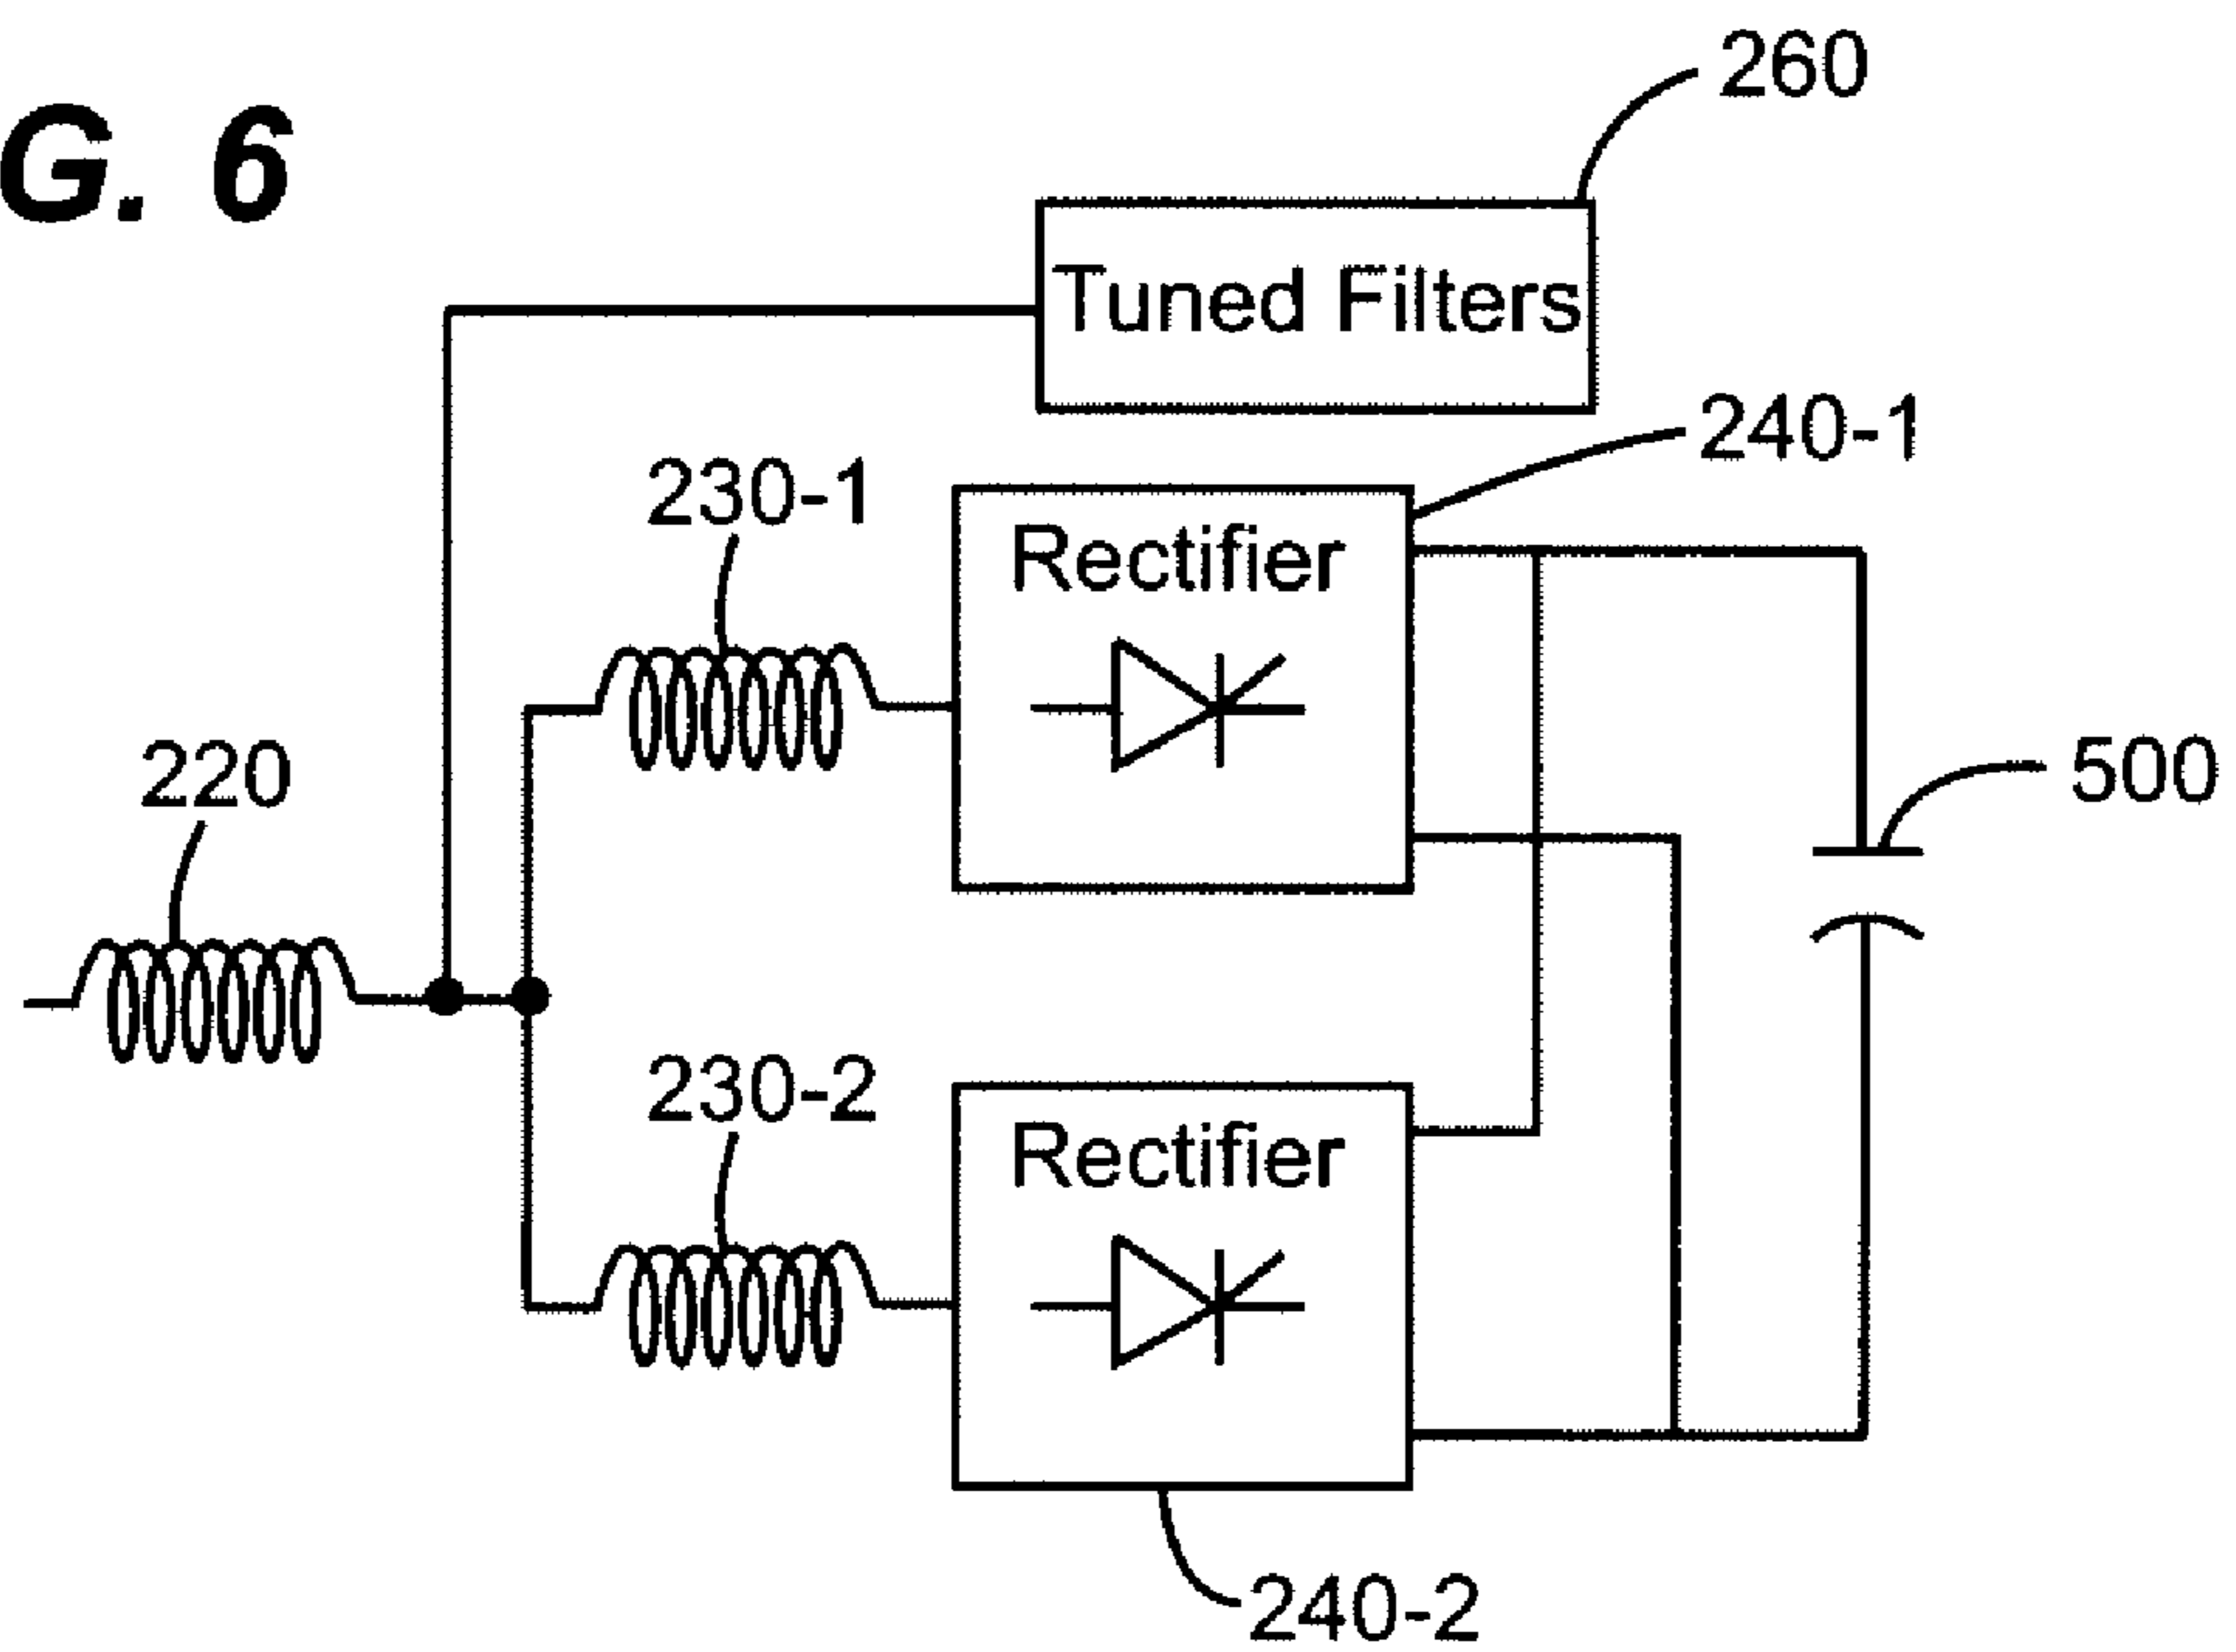 G. 6
260
Tuned Filters
240-1
230-1
Rectifier
220
500
230-2
Rectifier
240-2